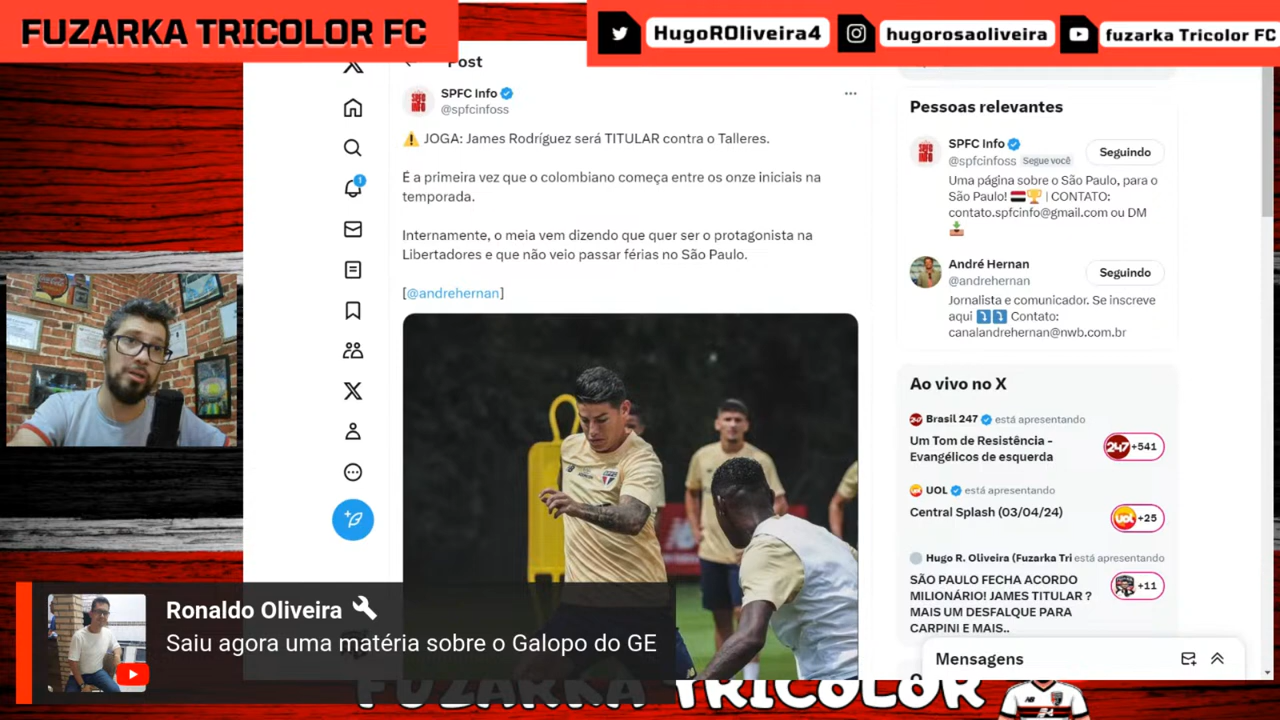 FUZARKA TRICOLOR FC
HugoROliveira4
hugorosaoliveira
fuzarka Tricolor FC
Post
SPFC Info
@spfcinfoss
⚠️ JOGA: James Rodríguez será TITULAR contra o Talleres.
É a primeira vez que o colombiano começa entre os onze iniciais na
temporada.
Internamente, o meia vem dizendo que quer ser o protagonista na
Libertadores e que não veio passar férias no São Paulo.
[@andrehernan]
Pessoas relevantes
SPFC Info
@spfcinfoss Segue você
Seguindo
Uma página sobre o São Paulo, para o
São Paulo! 🇾🇪🏆 | CONTATO:
contato.spfcinfo@gmail.com ou DM
📥
André Hernan
@andrehernan
Seguindo
Jornalista e comunicador. Se inscreve
aqui ⤵️⤵️ Contato:
canalandrehernan@nwb.com.br
Ao vivo no X
Brasil 247 está apresentando
Um Tom de Resistência -
Evangélicos de esquerda
247 +541
UOL está apresentando
Central Splash (03/04/24)
UOL +25
Hugo R. Oliveira (Fuzarka Tri está apresentando
SÃO PAULO FECHA ACORDO
MILIONÁRIO! JAMES TITULAR ?
MAIS UM DESFALQUE PARA
CARPINI E MAIS..
+11
Mensagens
1
Ronaldo Oliveira 🔧
Saiu agora uma matéria sobre o Galopo do GE
FUZARKA TRICOLOR